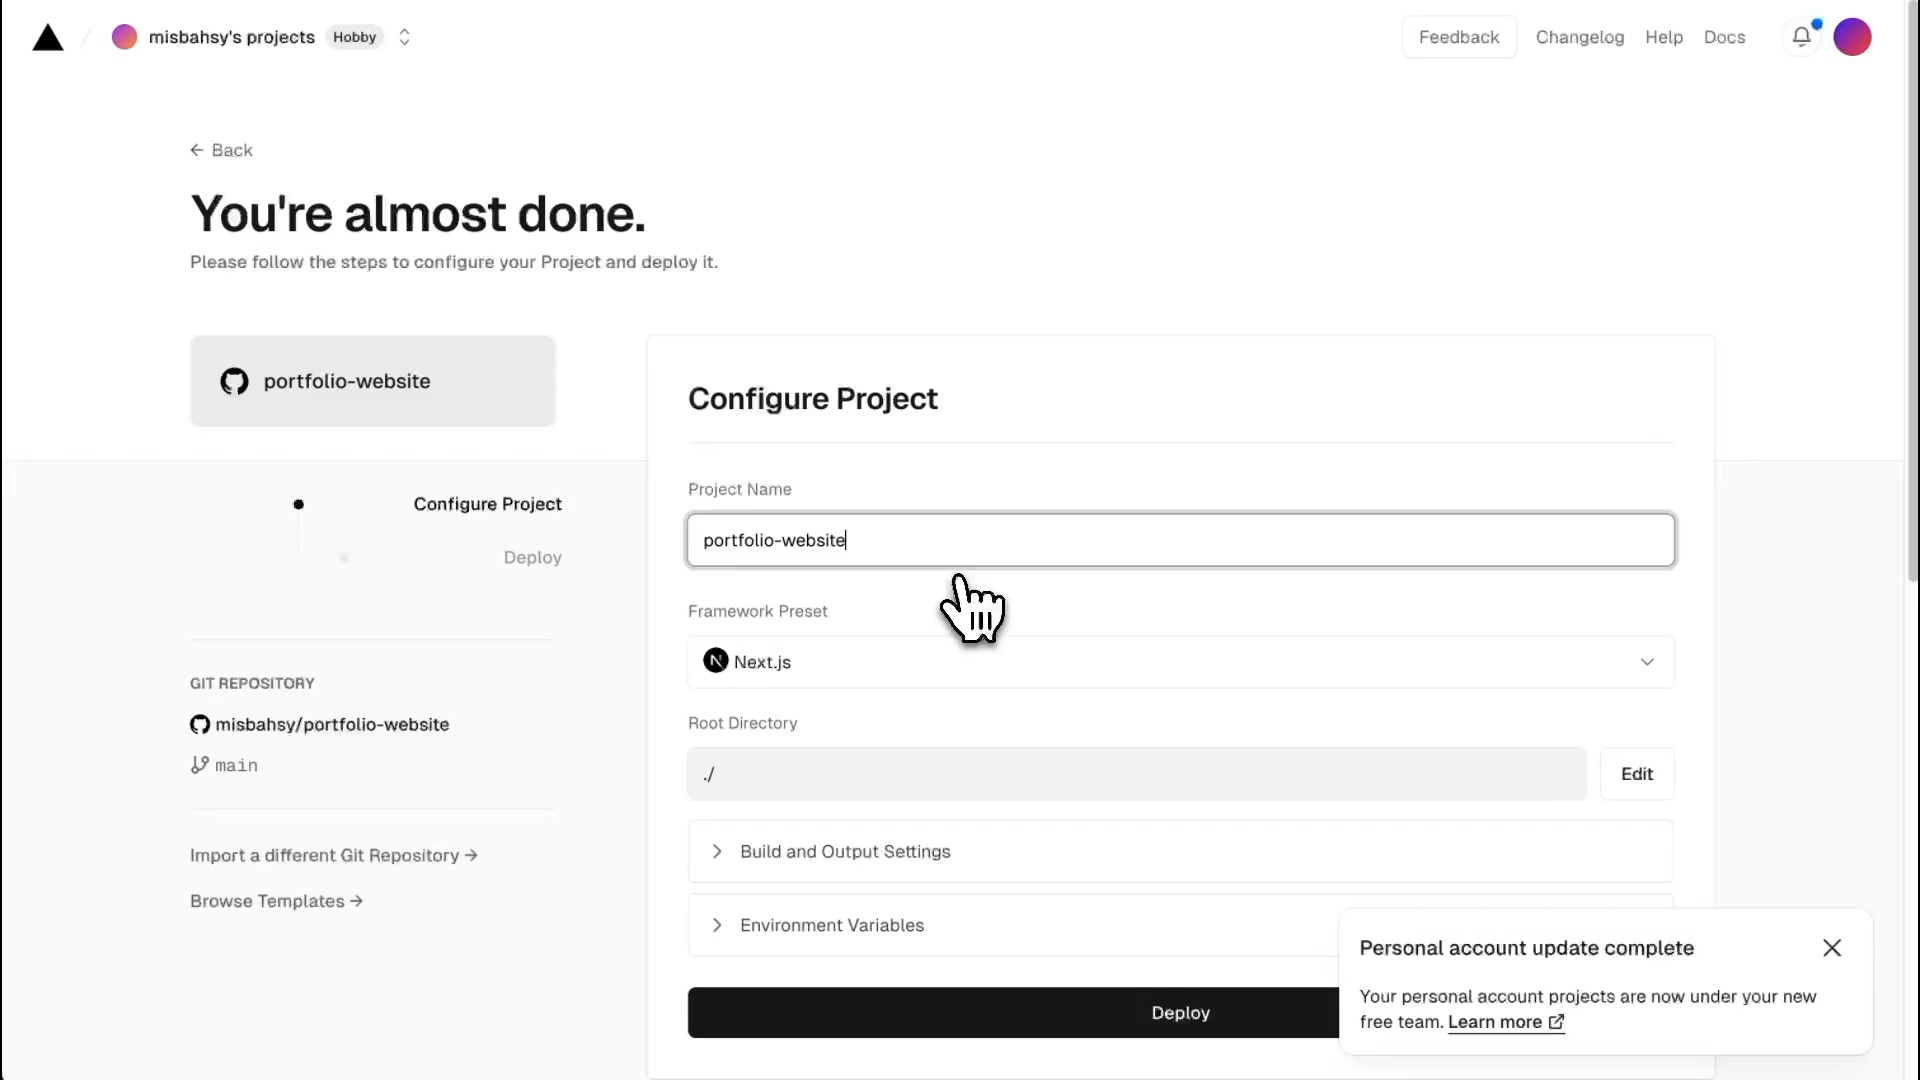 misbahsy's projects Hobby
Feedback Changelog Help Docs
← Back
You're almost done.
Please follow the steps to configure your Project and deploy it.
portfolio-website
Configure Project
Deploy
GIT REPOSITORY
misbahsy/portfolio-website
main
Import a different Git Repository →
Browse Templates →
Configure Project
Project Name
portfolio-website
Framework Preset
N Next.js
Root Directory
./ Edit
Build and Output Settings
Environment Variables
Deploy
Personal account update complete
Your personal account projects are now under your new
free team. Learn more